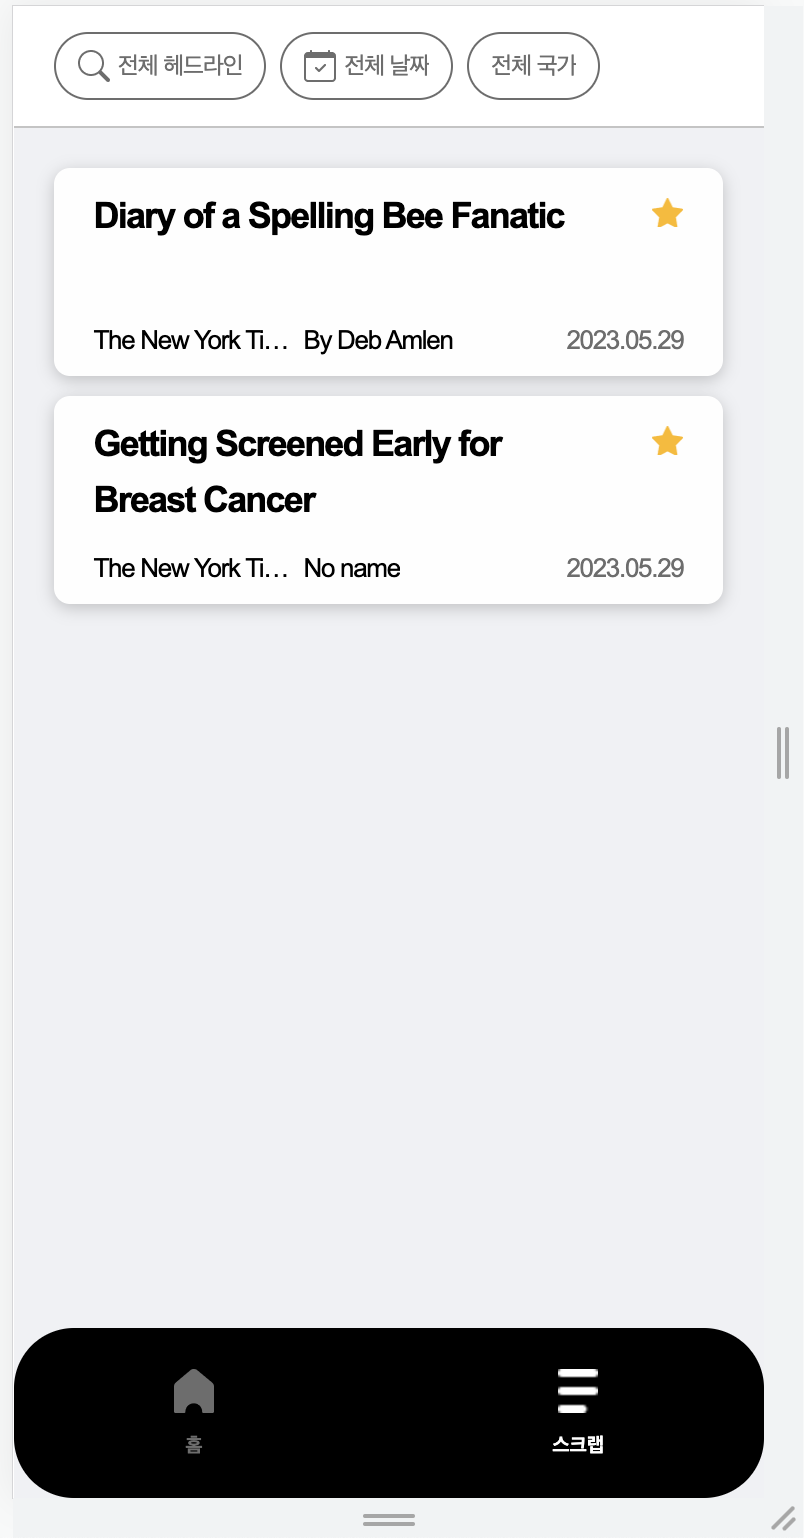 전체 헤드라인 전체 날짜 전체 국가
Diary of a Spelling Bee Fanatic
The New York Ti... By Deb Amlen 2023.05.29
Getting Screened Early for
Breast Cancer
The New York Ti... No name 2023.05.29
홈 스크랩